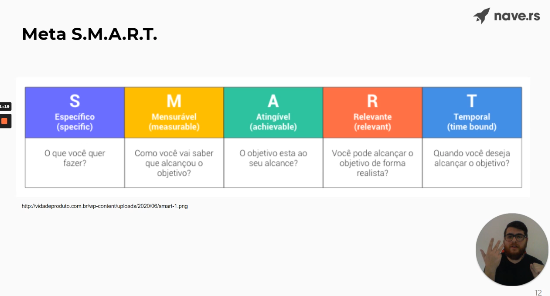 nave.rs
Meta S.M.A.R.T.
S
Específico
(specific)
M
Mensurável
(measurable)
A
Atingível
(achievable)
R
Relevante
(relevant)
T
Temporal
(time bound)
O que você quer
fazer?
Como você vai saber
que alcançou o
objetivo?
O objetivo esta ao
seu alcance?
Você pode alcançar o
objetivo de forma
realista?
Quando você deseja
alcançar o objetivo?
http://vidadeproduto.com.br/wp-content/uploads/2020/06/smart-1.png
12